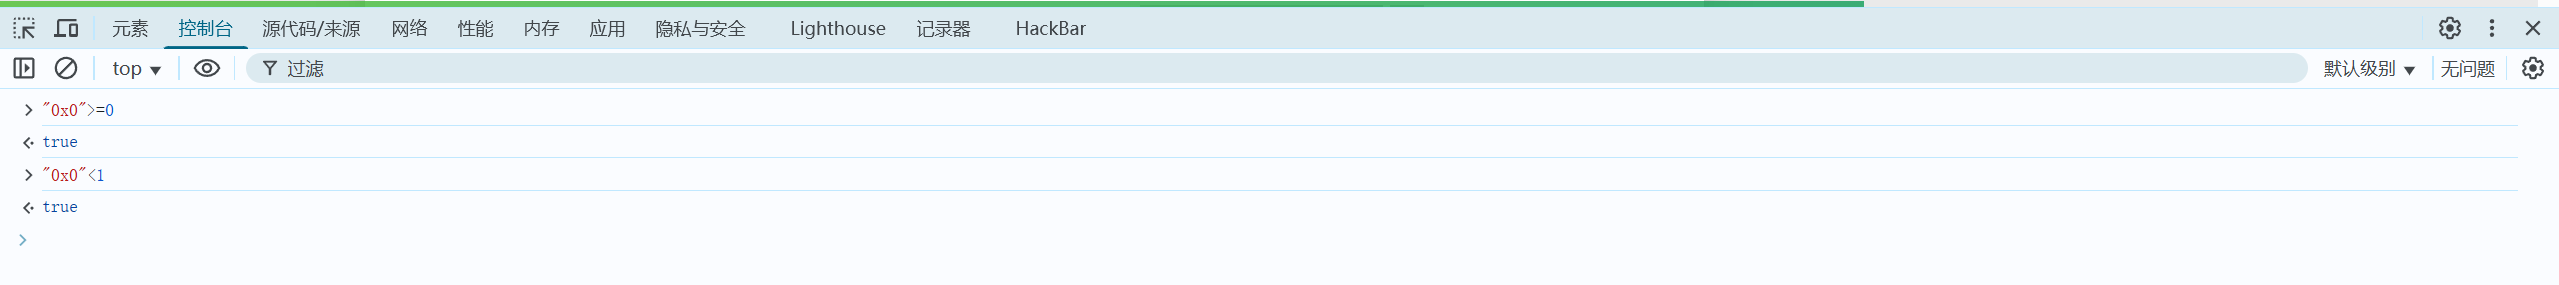 元素 控制台 源代码/来源 网络 性能 内存 应用 隐私与安全 Lighthouse 记录器 HackBar
top 过滤 默认级别 无问题
"0x0">=0
true
"0x0"<1
true